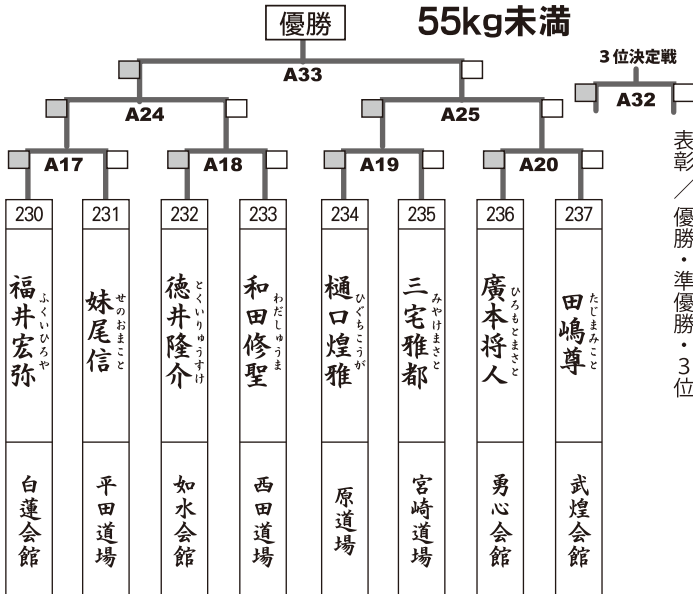 優勝
55kg未満
A33
3位決定戦
A32
A24
A25
A17
A18
A19
A20
230
231
232
233
234
235
236
237
福井宏弥
ふくいひろや
妹尾信
せのおまこと
徳井隆介
とくいりゅうすけ
和田修聖
わだしゅうま
樋口煌雅
ひぐちこうが
三宅雅都
みやけまさと
廣本将人
ひろもとまさと
田嶋尊
たじまみこと
白蓮会館
平田道場
如水会館
西田道場
原道場
宮崎道場
勇心会館
武煌会館
表彰／優勝・準優勝・3位